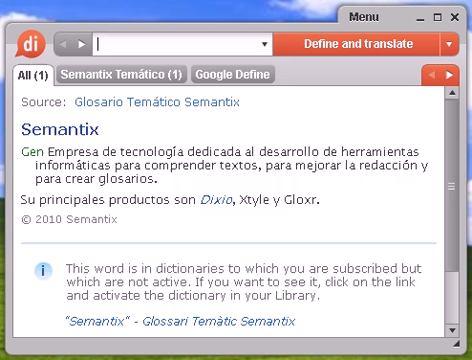 Menu
di
Define and translate
All (1) Semantix Temático (1) Google Define
Source: Glosario Temático Semantix
Semantix
Gen Empresa de tecnología dedicada al desarrollo de herramientas
informáticas para comprender textos, para mejorar la redacción y
para crear glosarios.
Su principales productos son Dixio, Xtyle y Gloxr.
© 2010 Semantix
i
This word is in dictionaries to which you are subscribed but
which are not active. If you want to see it, click on the link
and activate the dictionary in your Library.
"Semantix" - Glossari Temàtic Semantix